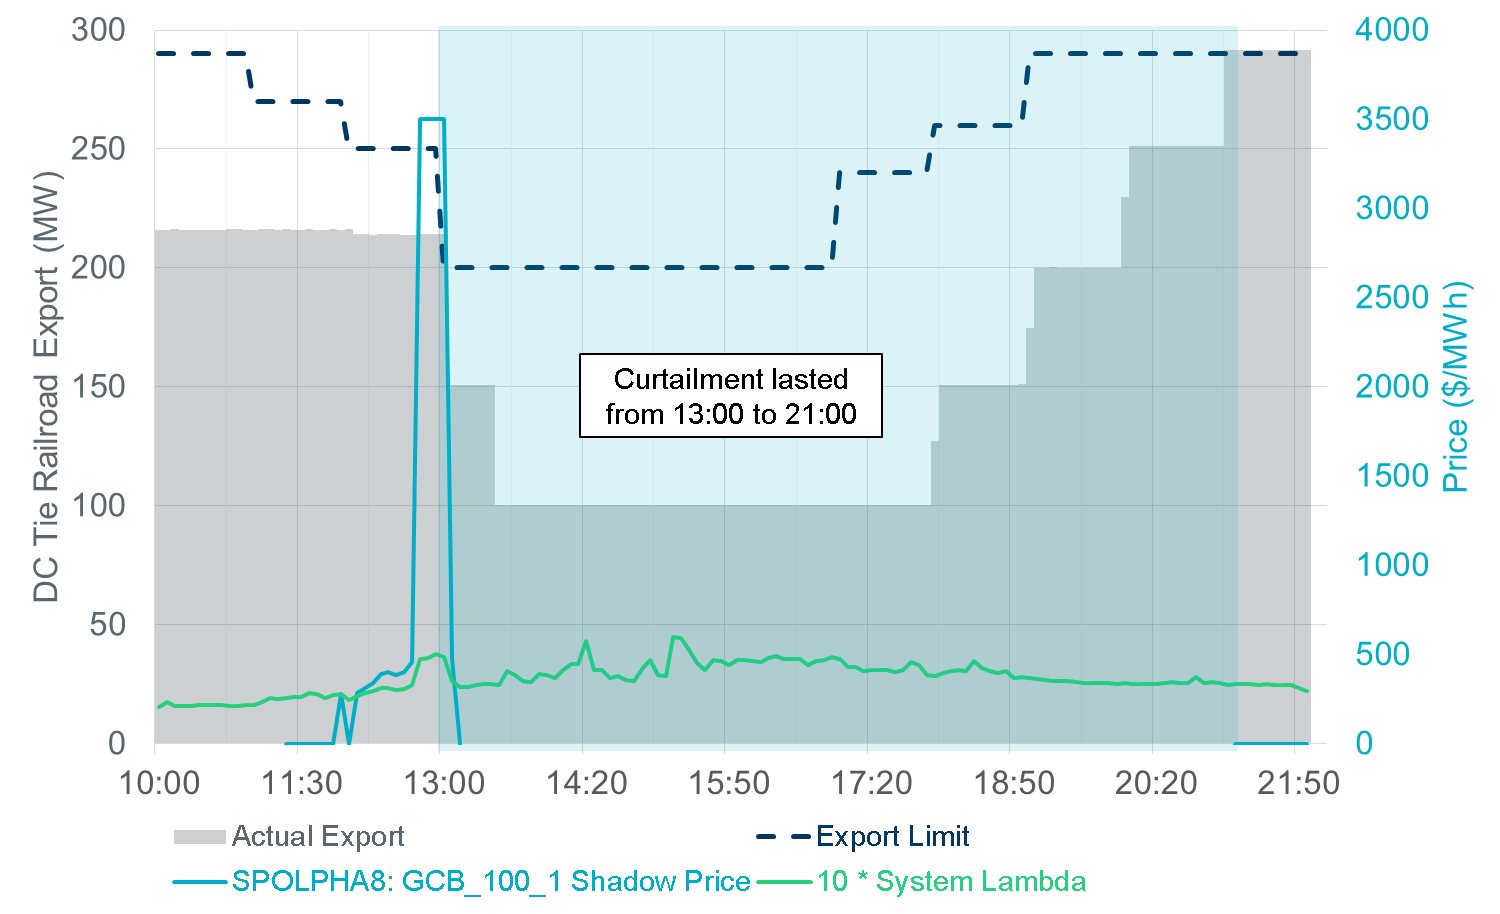 300
250
200
150
100
50
0
DC Tie Railroad Export (MW)
4000
3500
3000
2500
2000
1500
1000
500
0
Price ($/MWh)
Curtailment lasted
from 13:00 to 21:00
10:00 11:30 13:00 14:20 15:50 17:20 18:50 20:20 21:50
Actual Export Export Limit
SPOLPHA8: GCB_100_1 Shadow Price 10 * System Lambda